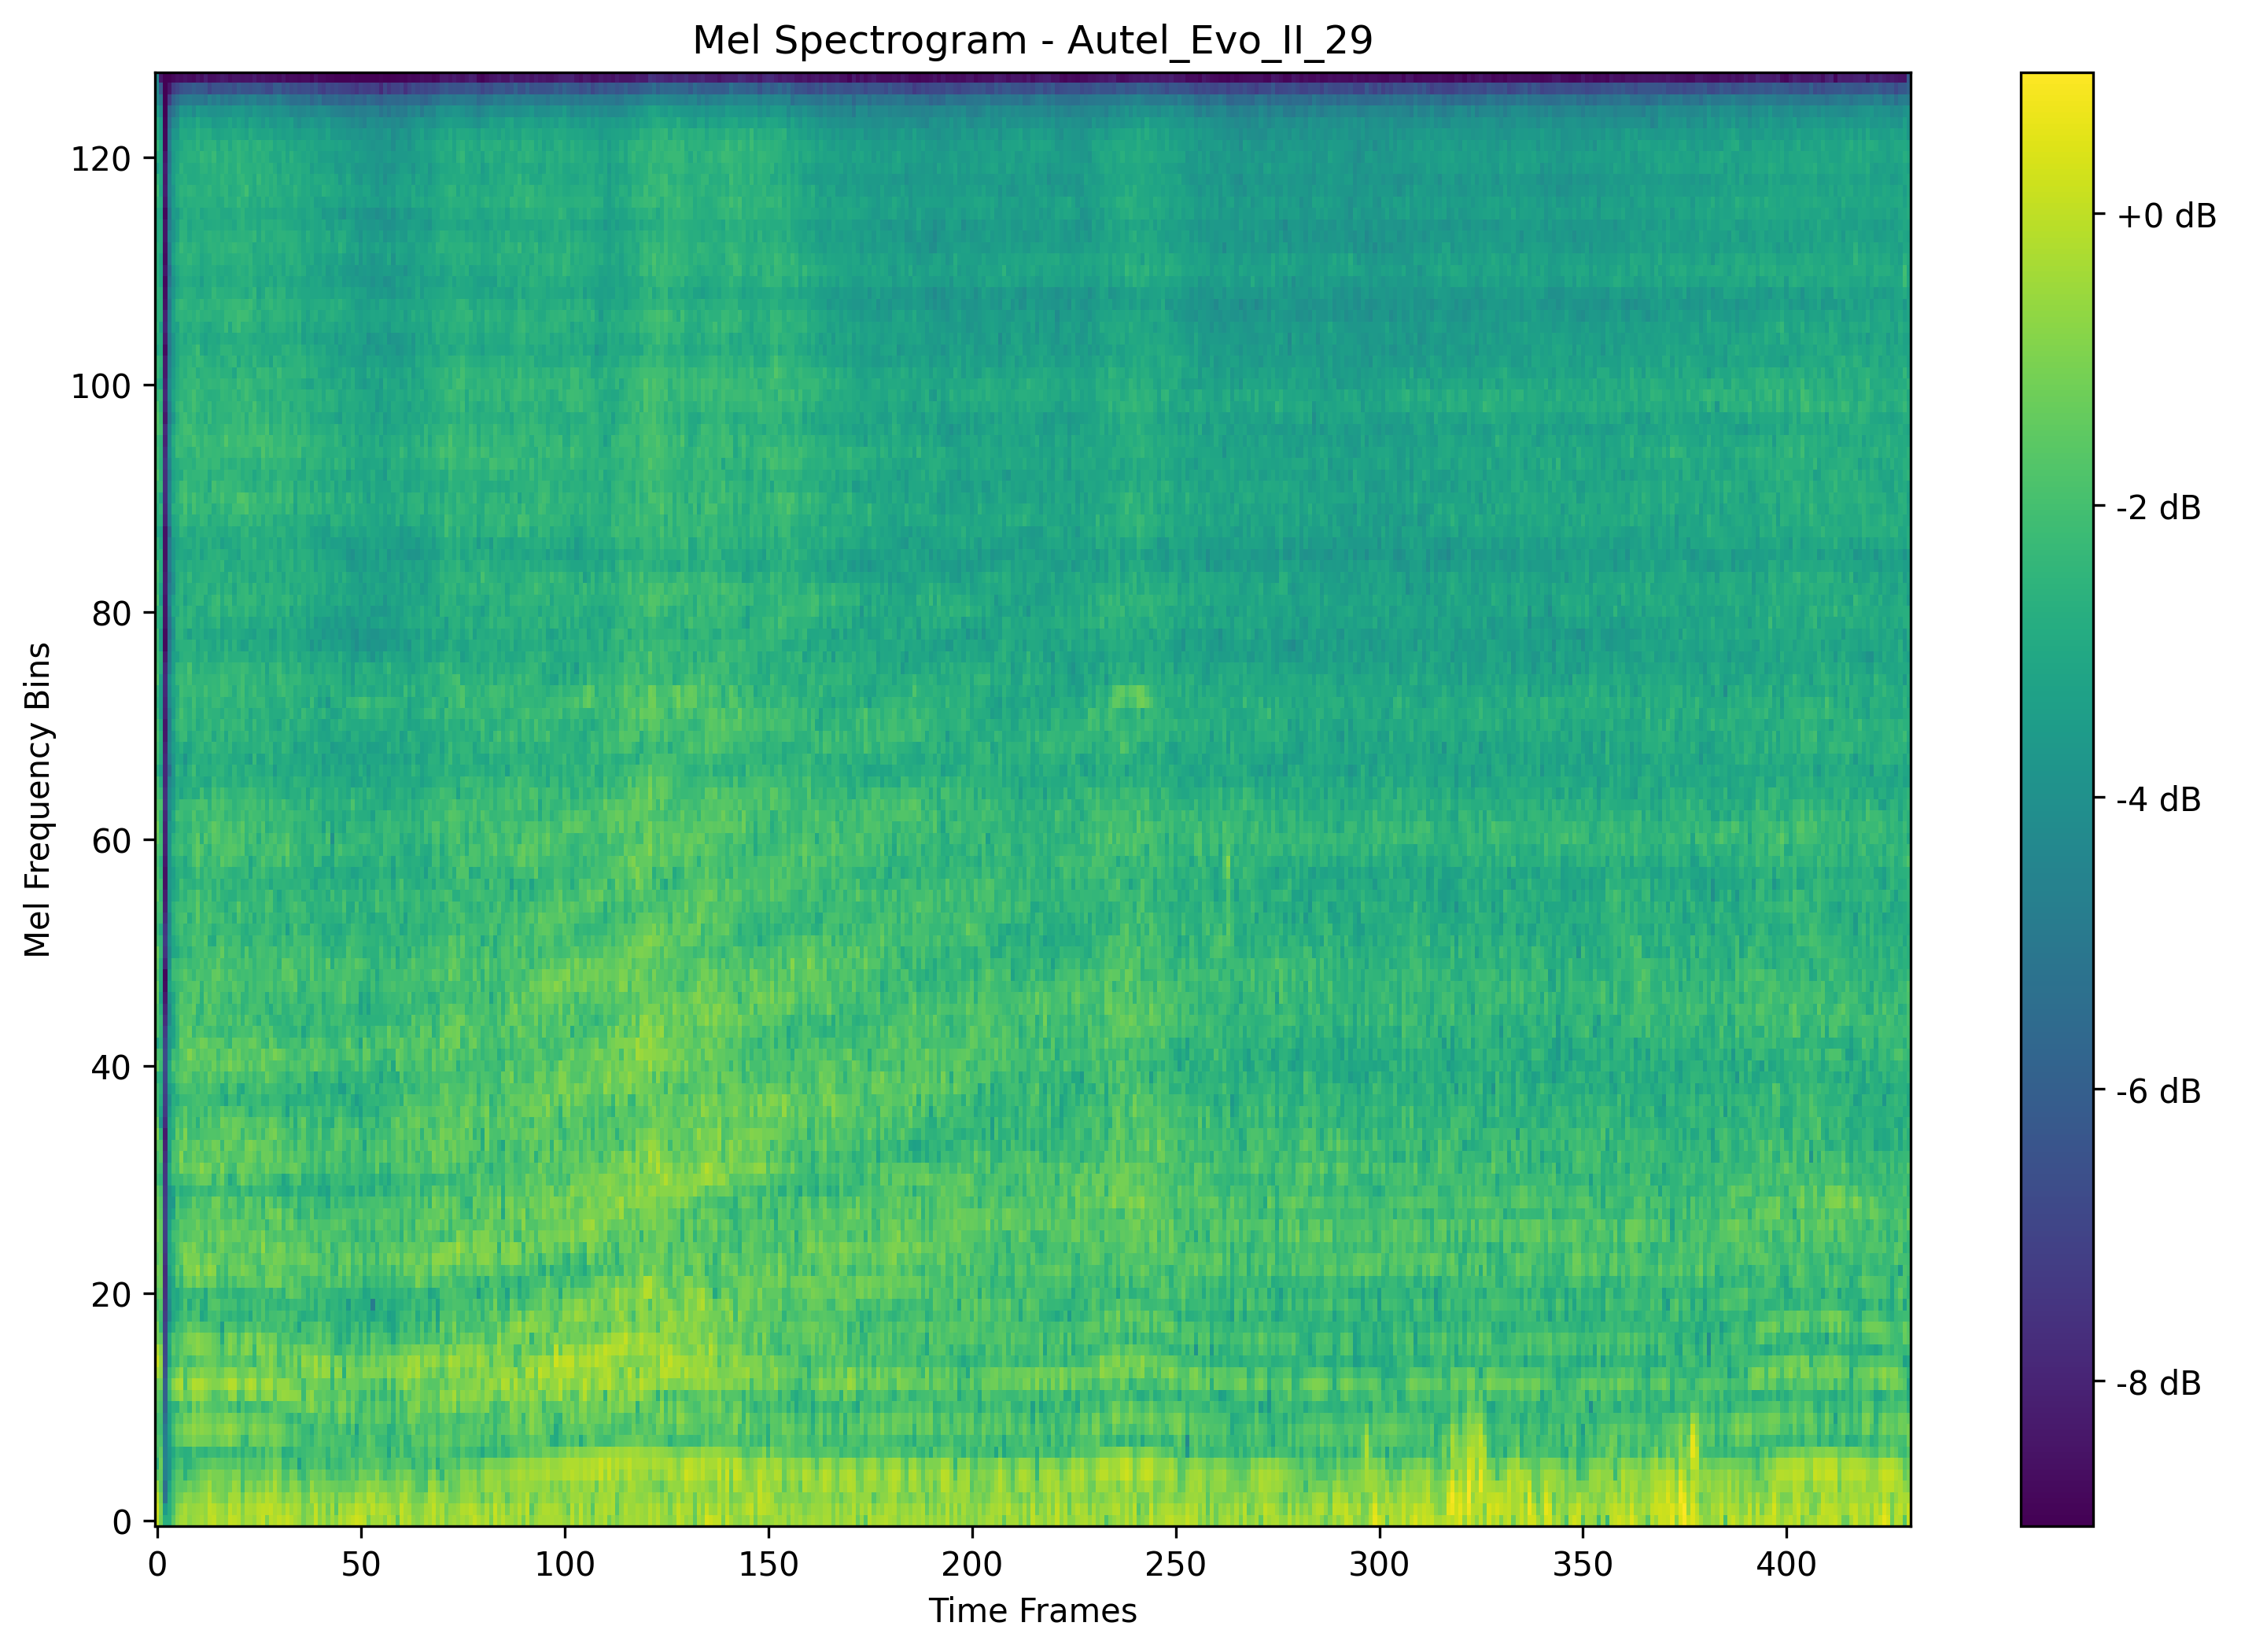 Mel Spectrogram - Autel_Evo_II_29
Mel Frequency Bins
120
100
80
60
40
20
0
0 50 100 150 200 250 300 350 400
Time Frames
+0 dB
-2 dB
-4 dB
-6 dB
-8 dB